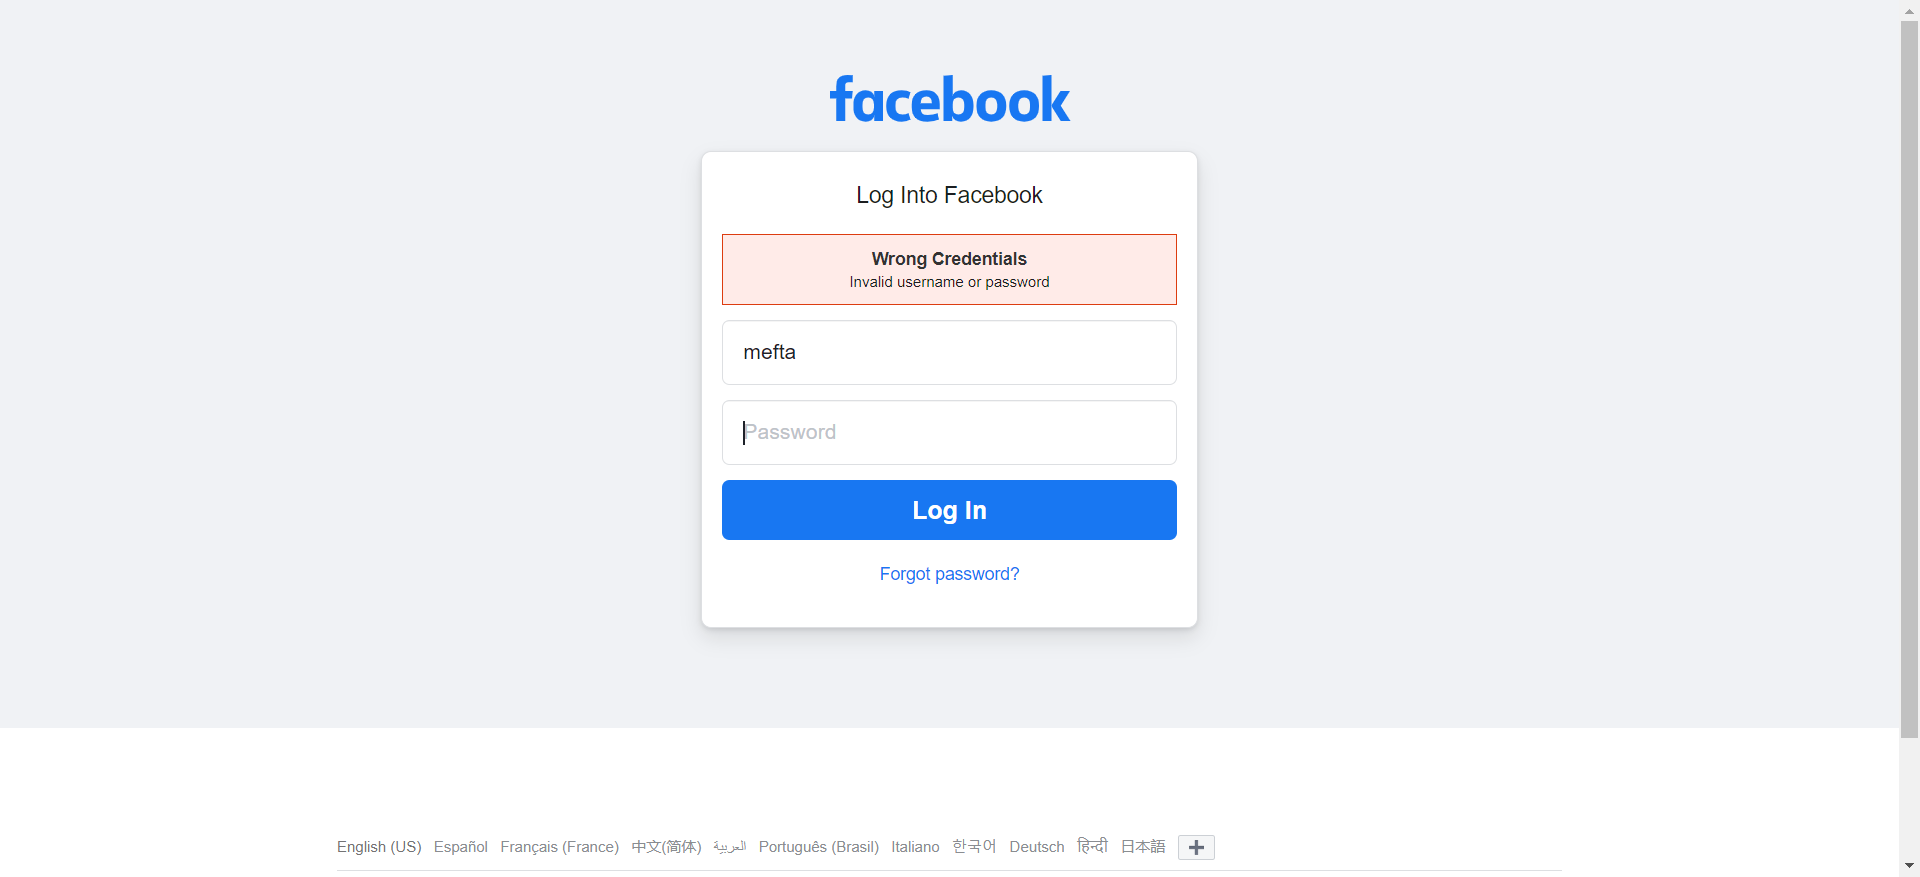 facebook
Log Into Facebook
Wrong Credentials
Invalid username or password
mefta
Password
Log In
Forgot password?
English (US) Español Français (France) 中文(简体) العربية Português (Brasil) Italiano 한국어 Deutsch हिन्दी 日本語